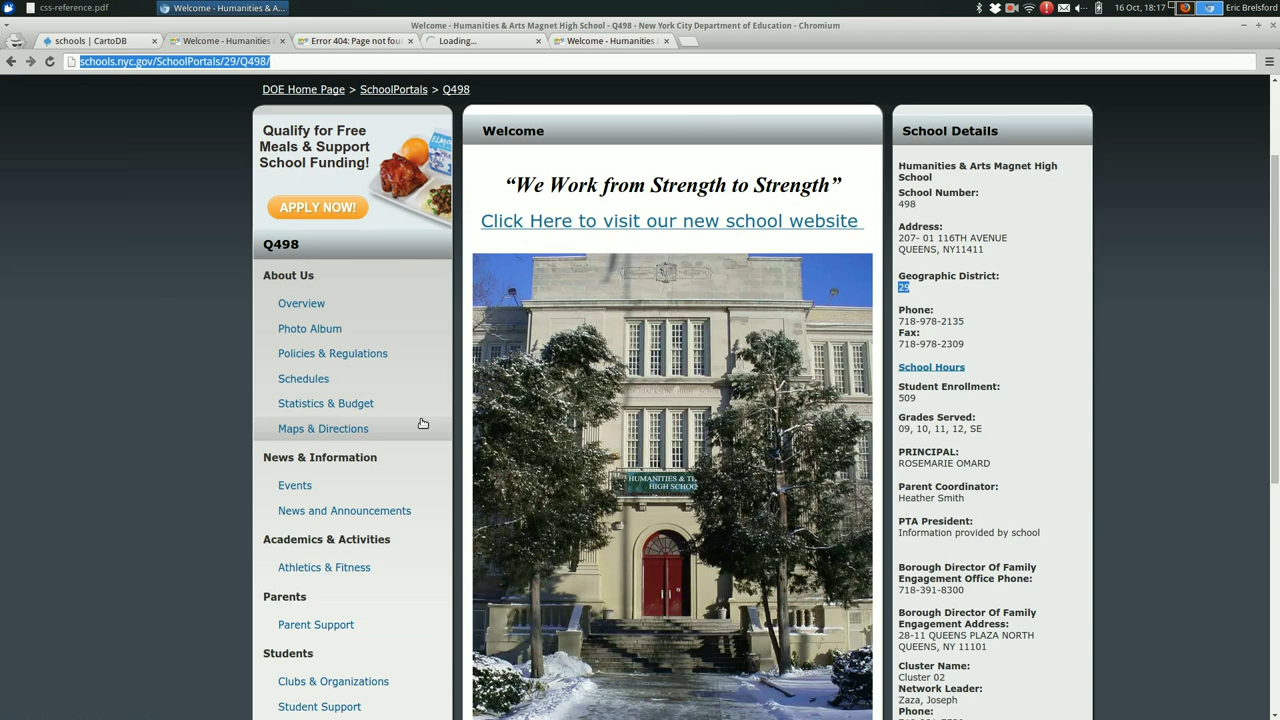 css-reference.pdf
Welcome - Humanities & A...
16 Oct, 18:17
Eric Brelsford
Welcome - Humanities & Arts Magnet High School - Q498 - New York City Department of Education - Chromium
schools | CartoDB
Welcome - Humanities
Error 404: Page not foun
Loading...
Welcome - Humanities
schools.nyc.gov/SchoolPortals/29/Q498/
DOE Home Page > SchoolPortals > Q498
Qualify for Free
Meals & Support
School Funding!
APPLY NOW!
Q498
About Us
Overview
Photo Album
Policies & Regulations
Schedules
Statistics & Budget
Maps & Directions
News & Information
Events
News and Announcements
Academics & Activities
Athletics & Fitness
Parents
Parent Support
Students
Clubs & Organizations
Student Support
Welcome
“We Work from Strength to Strength”
Click Here to visit our new school website
HUMANITIES & T
HIGH SCHOO
School Details
Humanities & Arts Magnet High
School
School Number:
498
Address:
207- 01 116TH AVENUE
QUEENS, NY11411
Geographic District:
29
Phone:
718-978-2135
Fax:
718-978-2309
School Hours
Student Enrollment:
509
Grades Served:
09, 10, 11, 12, SE
PRINCIPAL:
ROSEMARIE OMARD
Parent Coordinator:
Heather Smith
PTA President:
Information provided by school
Borough Director Of Family
Engagement Office Phone:
718-391-8300
Borough Director Of Family
Engagement Address:
28-11 QUEENS PLAZA NORTH
QUEENS, NY 11101
Cluster Name:
Cluster 02
Network Leader:
Zaza, Joseph
Phone: